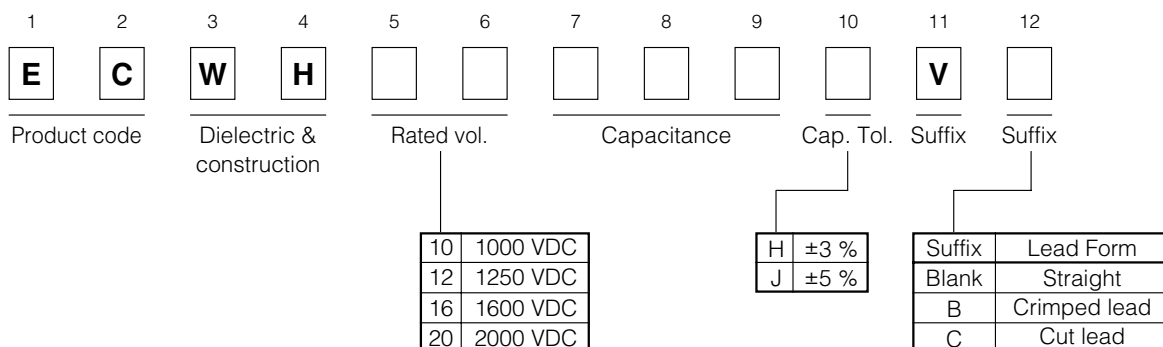 1 2 3 4 5 6 7 8 9 10 11 12
E C W H V
Product code Dielectric & construction Rated vol. Capacitance Cap. Tol. Suffix Suffix
10 1000 VDC
12 1250 VDC
16 1600 VDC
20 2000 VDC
H ±3 %
J ±5 %
Suffix Lead Form
Blank Straight
B Crimped lead
C Cut lead